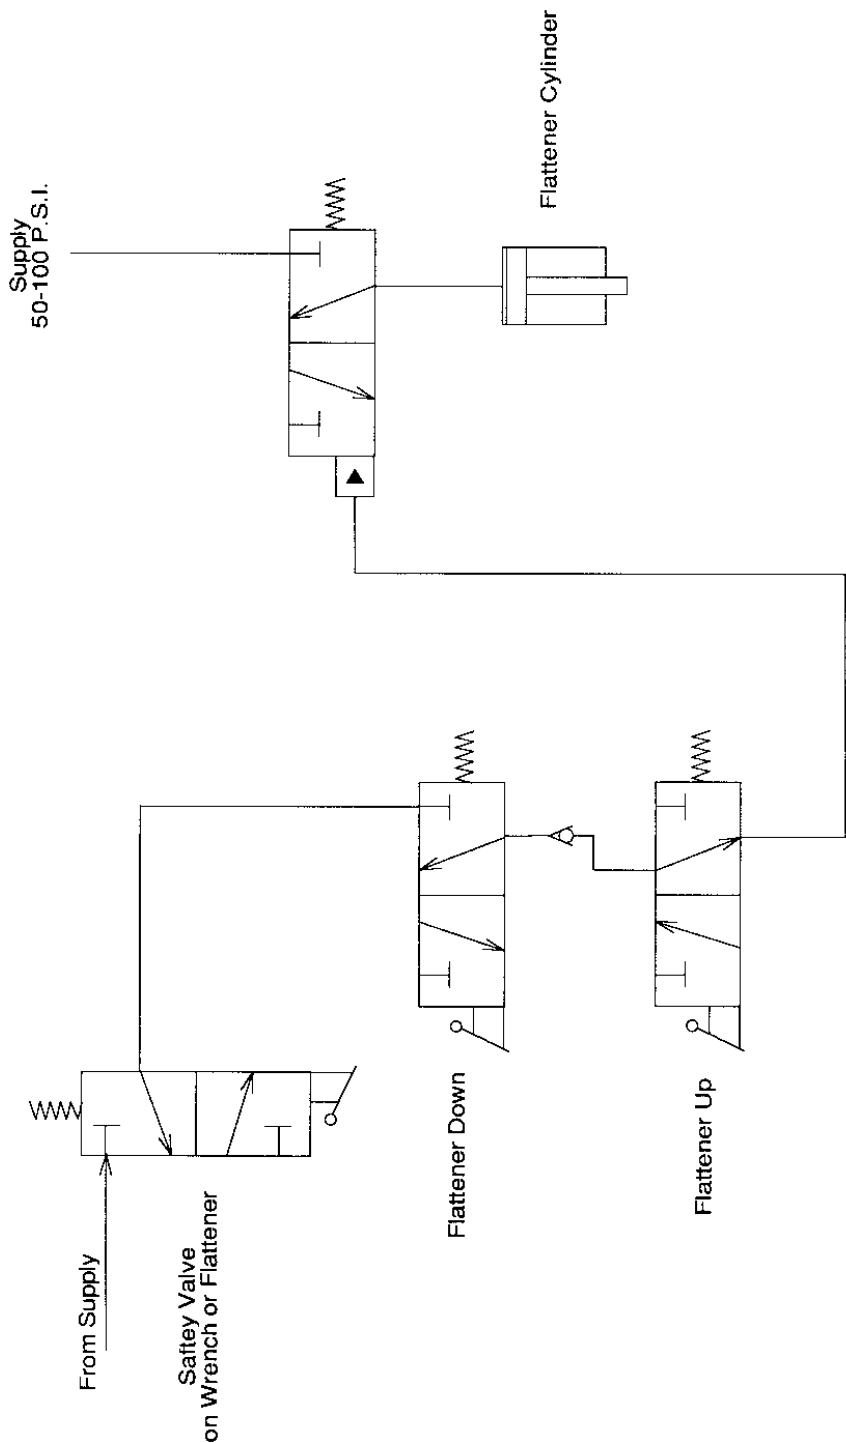 Supply
50-100 P.S.I.
Flattener Cylinder
From Supply
Saftey Valve
on Wrench or Flattener
Flattener Down
Flattener Up